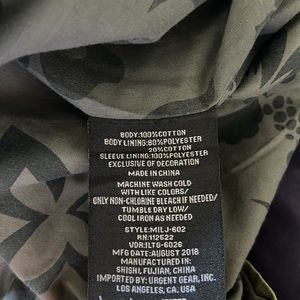 BODY:100%COTTON
BODY LINING:80%POLYESTER
20%COTTON
SLEEVE LINING:100%POLYESTER
EXCLUSIVE OF DECORATION
MADE IN CHINA
MACHINE WASH COLD
WITH LIKE COLORS/
ONLY NON-CHLORINE BLEACH IF NEEDED/
TUMBLE DRY LOW/
COOL IRON AS NEEDED
STYLE:MILJ-602
RN:112622
VDR:ILTG-6026
MFG DATE: AUGUST 2018
MANUFACTURED IN:
SHISHI, FUJIAN, CHINA
IMPORTED BY: URGENT GEAR, INC.
LOS ANGELES, CA. USA